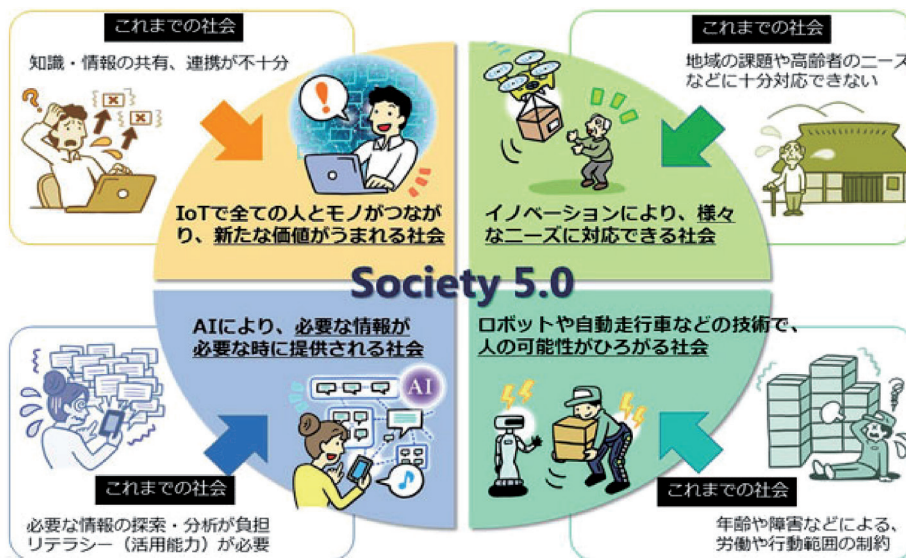 これまでの社会
知識・情報の共有、連携が不十分
IoTで全ての人とモノがつなが
り、新たな価値がうまれる社会
これまでの社会
地域の課題や高齢者のニーズ
などに十分対応できない
イノベーションにより、様々
なニーズに対応できる社会
Society 5.0
AIにより、必要な情報が
必要な時に提供される社会
AI
これまでの社会
必要な情報の探索・分析が負担
リテラシー（活用能力）が必要
ロボットや自動走行車などの技術で、
人の可能性がひろがる社会
これまでの社会
年齢や障害などによる、
労働や行動範囲の制約